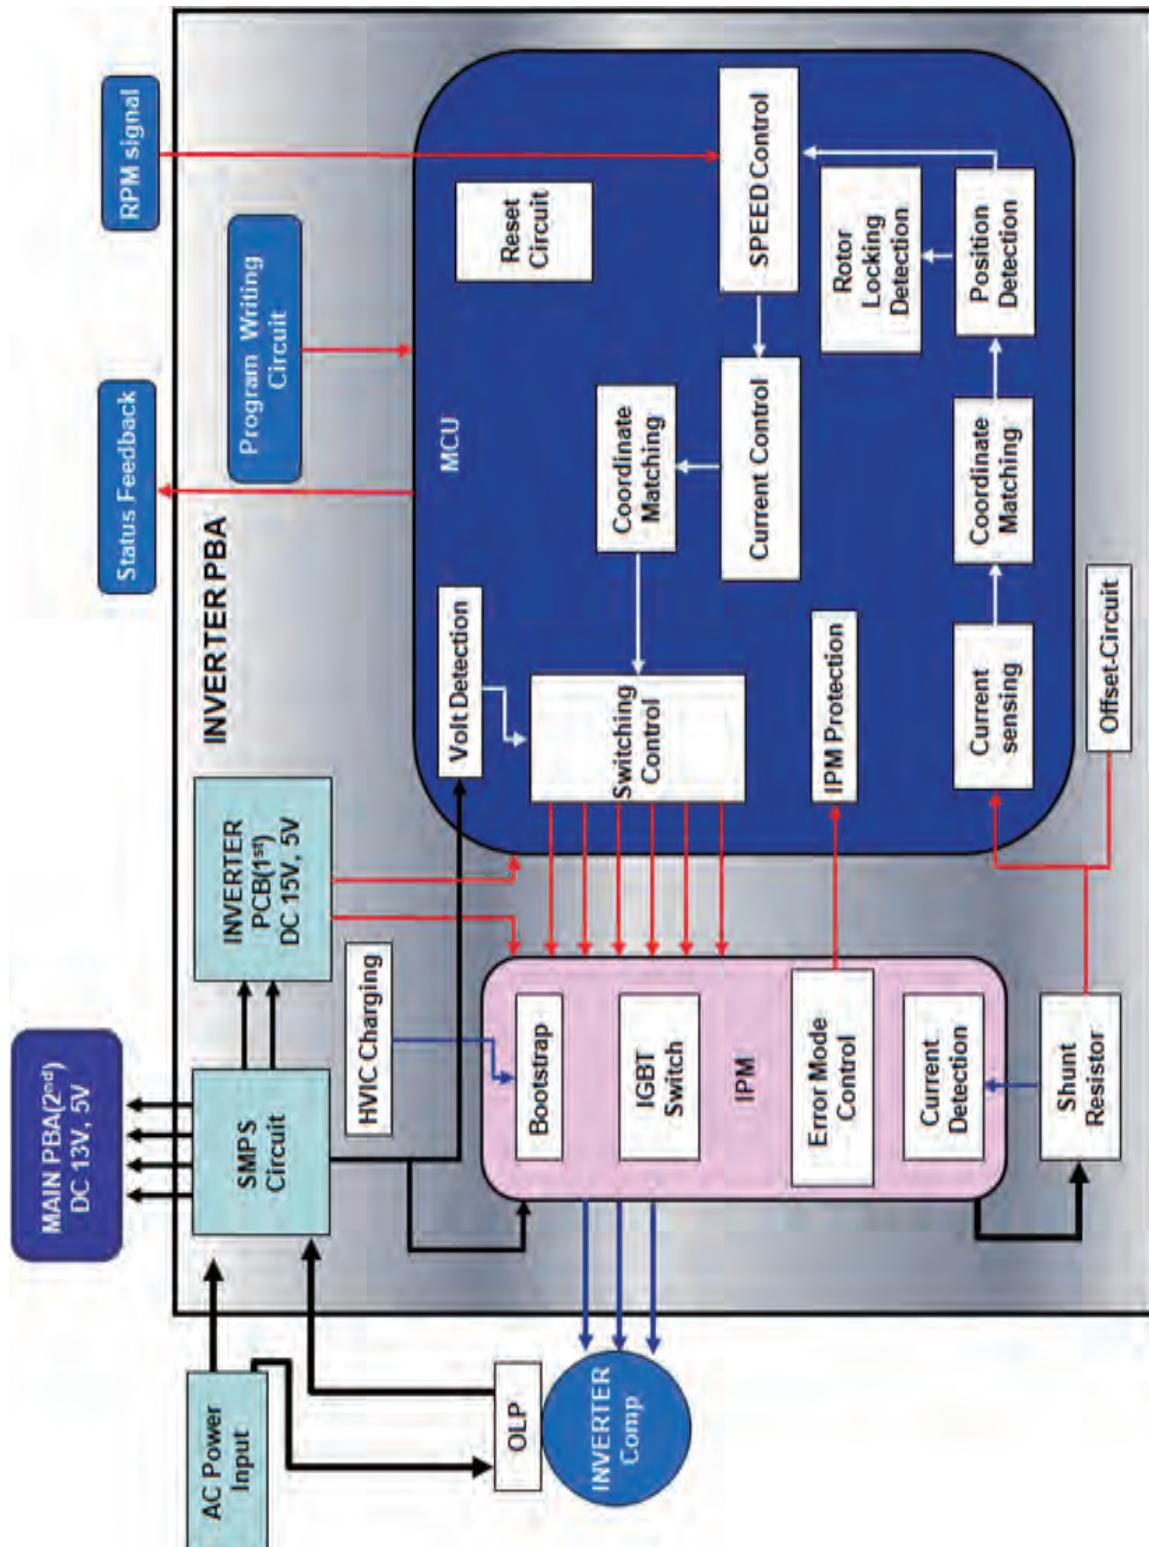 MAIN PBA(2nd)
DC 13V, 5V
Status Feedback
RPM signal
Program Writing
Circuit
INVERTER PBA
AC Power
Input
SMPS
Circuit
INVERTER
PCB(1st)
DC 15V, 5V
HVIC Charging
MCU
Volt Detection
Reset
Circuit
OLP
INVERTER
Comp
Bootstrap
IGBT
Switch
IPM
Error Mode
Control
Current
Detection
Switching
Control
Coordinate
Matching
Current Control
SPEED Control
IPM Protection
Rotor
Locking
Detection
Current
sensing
Coordinate
Matching
Position
Detection
Shunt
Resistor
Offset-Circuit